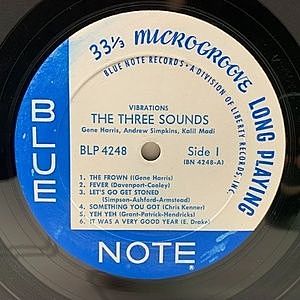 33⅓ MICROGROOVE LONG PLAYING
BLUE NOTE RECORDS • A DIVISION OF LIBERTY RECORDS, INC.
BLUE
VIBRATIONS
THE THREE SOUNDS
Gene Harris, Andrew Simpkins, Kalil Madi
BLP 4248
Side 1
(BN 4248-A)
1. THE FROWN ((Gene Harris)
2. FEVER (Davenport-Cooley)
3. LET'S GO GET STONED
(Simpson-Ashford-Armstead)
4. SOMETHING YOU GOT (Chris Kenner)
5. YEH YEH (Grant-Patrick-Hendricks)
6. IT WAS A VERY GOOD YEAR (E. Drake)
NOTE®